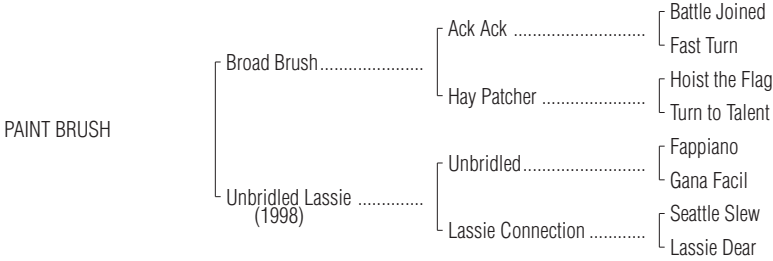 Battle Joined
Ack Ack ............................
Fast Turn
Broad Brush......................
Hoist the Flag
Hay Patcher ......................
Turn to Talent
PAINT BRUSH
Fappiano
Unbridled..........................
Gana Facil
Unbridled Lassie ..............
(1998)
Seattle Slew
Lassie Connection ............
Lassie Dear